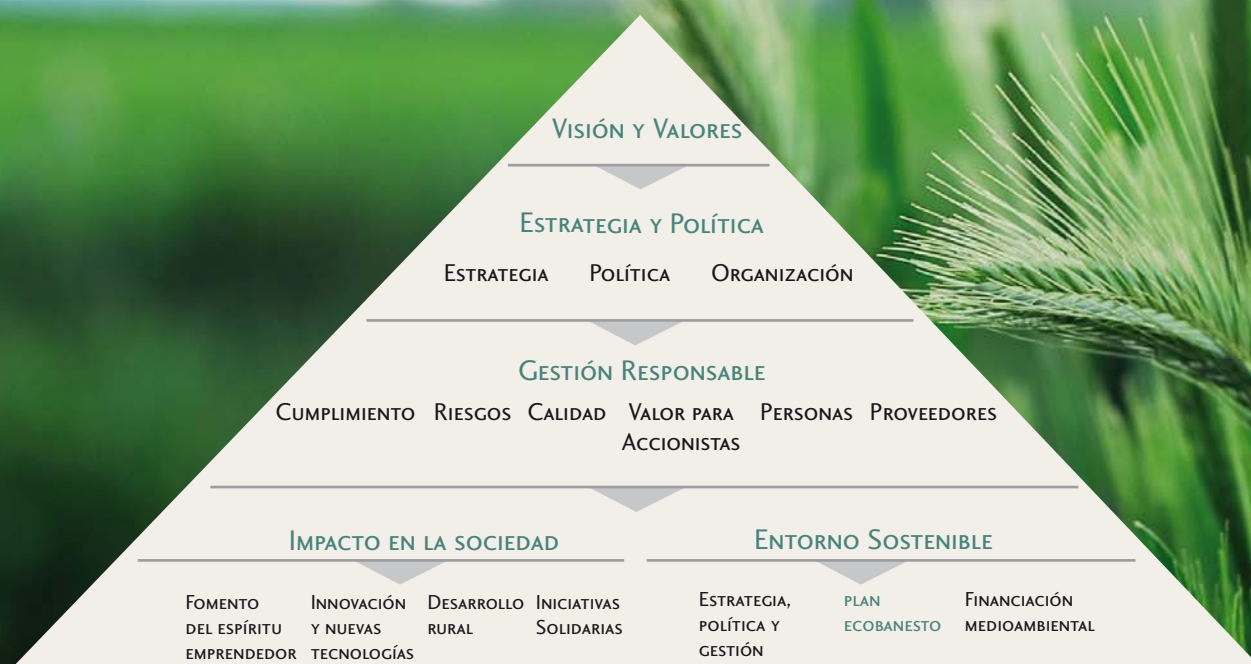 Visión y Valores
Estrategia y Política
Estrategia Política Organización
Gestión Responsable
Cumplimiento Riesgos Calidad Valor para Accionistas Personas Proveedores
Impacto en la sociedad
Fomento
del espíritu
emprendedor
Innovación
y nuevas
tecnologías
Desarrollo
rural
Iniciativas
Solidarias
Entorno Sostenible
Estrategia,
política y
gestión
plan
ecobanesto
Financiación
medioambiental